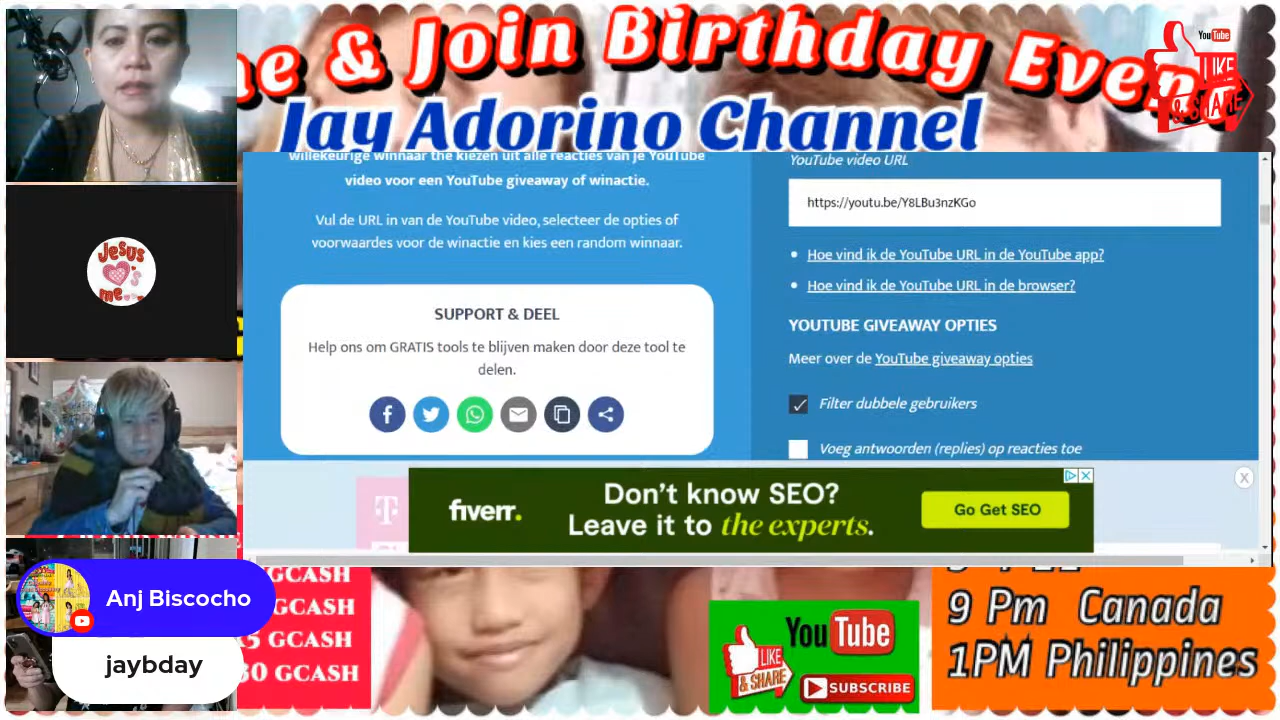 & Join Birthday
Jay Adorino Channel
YouTube
LIKE
& SHARE
willekeurige winnaar the kiezen uit alle reacties van je YouTube
video voor een YouTube giveaway of winactie.
Vul de URL in van de YouTube video, selecteer de opties of
voorwaardes voor de winactie en kies een random winnaar.
SUPPORT & DEEL
Help ons om GRATIS tools te blijven maken door deze tool te
delen.
YouTube video URL
https://youtu.be/Y8LBu3nzKGo
Hoe vind ik de YouTube URL in de YouTube app?
Hoe vind ik de YouTube URL in de browser?
YOUTUBE GIVEAWAY OPTIES
Meer over de YouTube giveaway opties
Filter dubbele gebruikers
Voeg antwoorden (replies) op reacties toe
T
fiverr.
Don't know SEO?
Leave it to the experts.
Go Get SEO
X
Jesus
me
Anj Biscocho
jaybday
GCASH
GCASH
GCASH
GCASH
YouTube
LIKE
& SHARE
SUBSCRIBE
9 Pm Canada
1PM Philippines